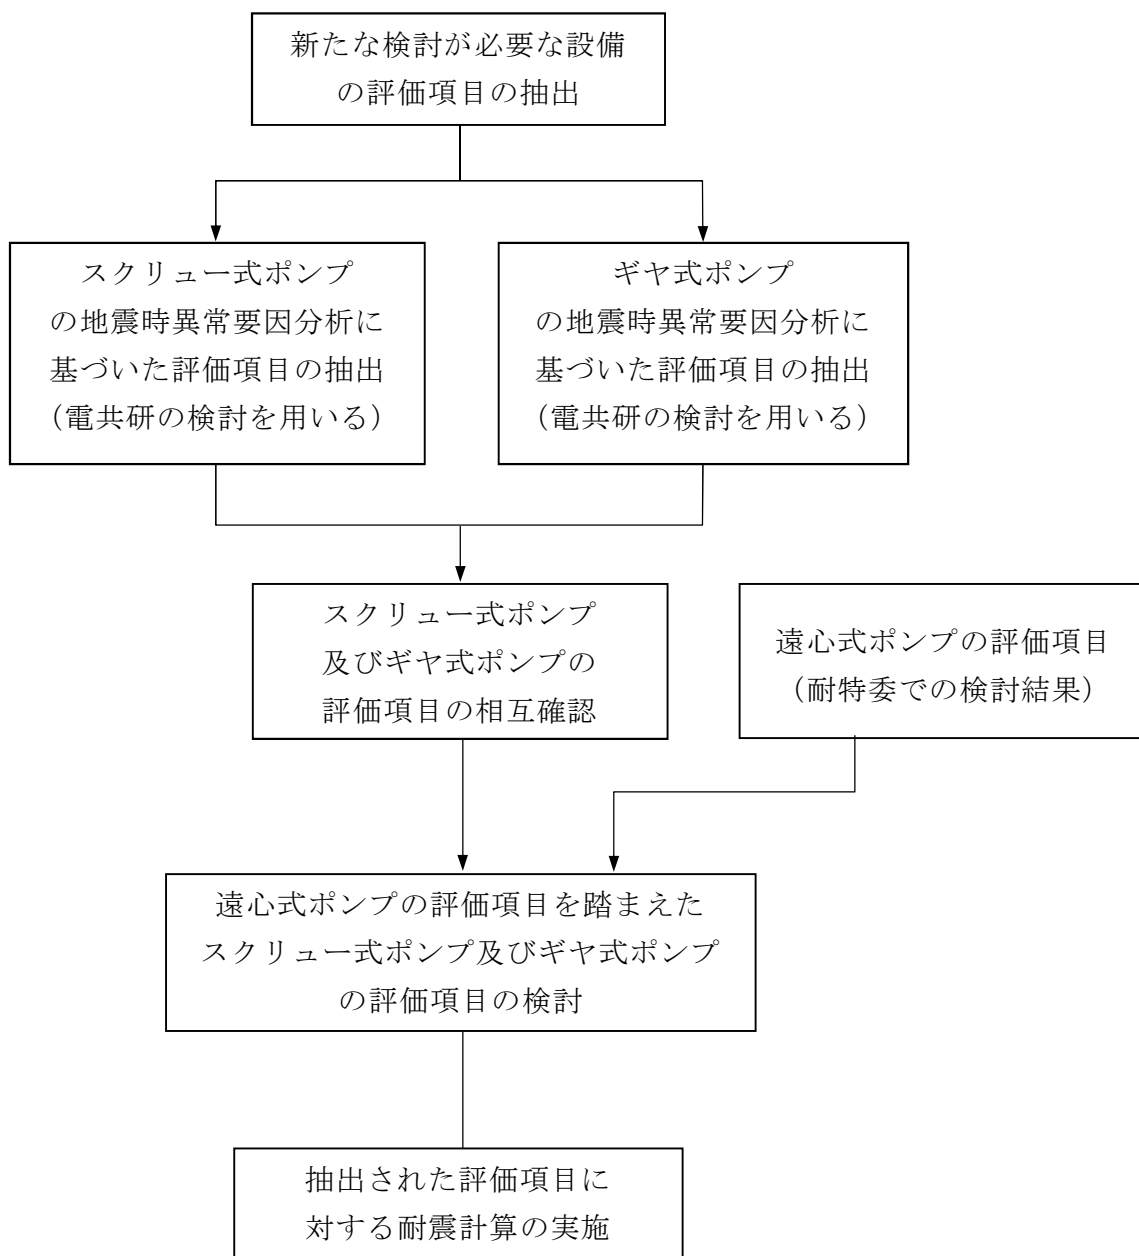 新たな検討が必要な設備
の評価項目の抽出
スクリュー式ポンプ
の地震時異常要因分析に
基づいた評価項目の抽出
（電共研の検討を用いる）
ギヤ式ポンプ
の地震時異常要因分析に
基づいた評価項目の抽出
（電共研の検討を用いる）
スクリュー式ポンプ
及びギヤ式ポンプの
評価項目の相互確認
遠心式ポンプの評価項目
（耐特委での検討結果）
遠心式ポンプの評価項目を踏まえた
スクリュー式ポンプ及びギヤ式ポンプ
の評価項目の検討
抽出された評価項目に
対する耐震計算の実施